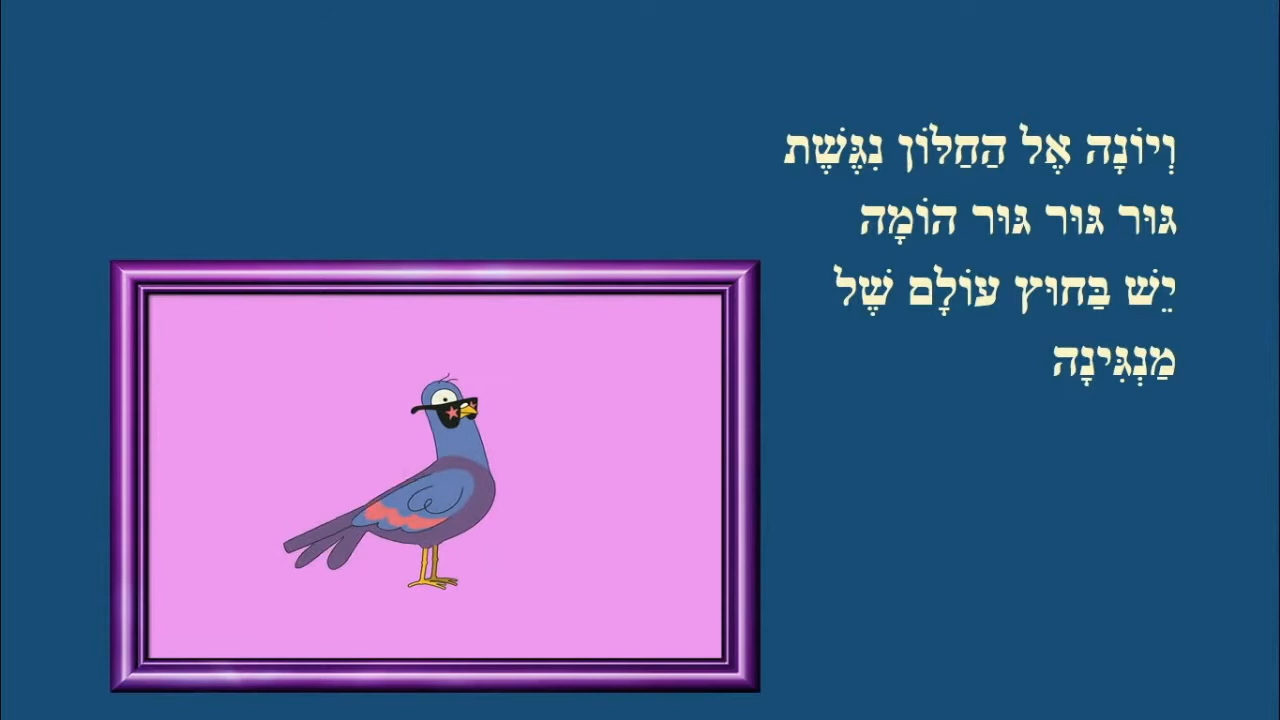 וְיוֹנָה אֶל הַחַלּוֹן נִגֶּשֶׁת
גּוּר גּוּר גּוּר הוֹמָה
יֵשׁ בַּחוּץ עוֹלָם שֶׁל
מַנְגִּינָה